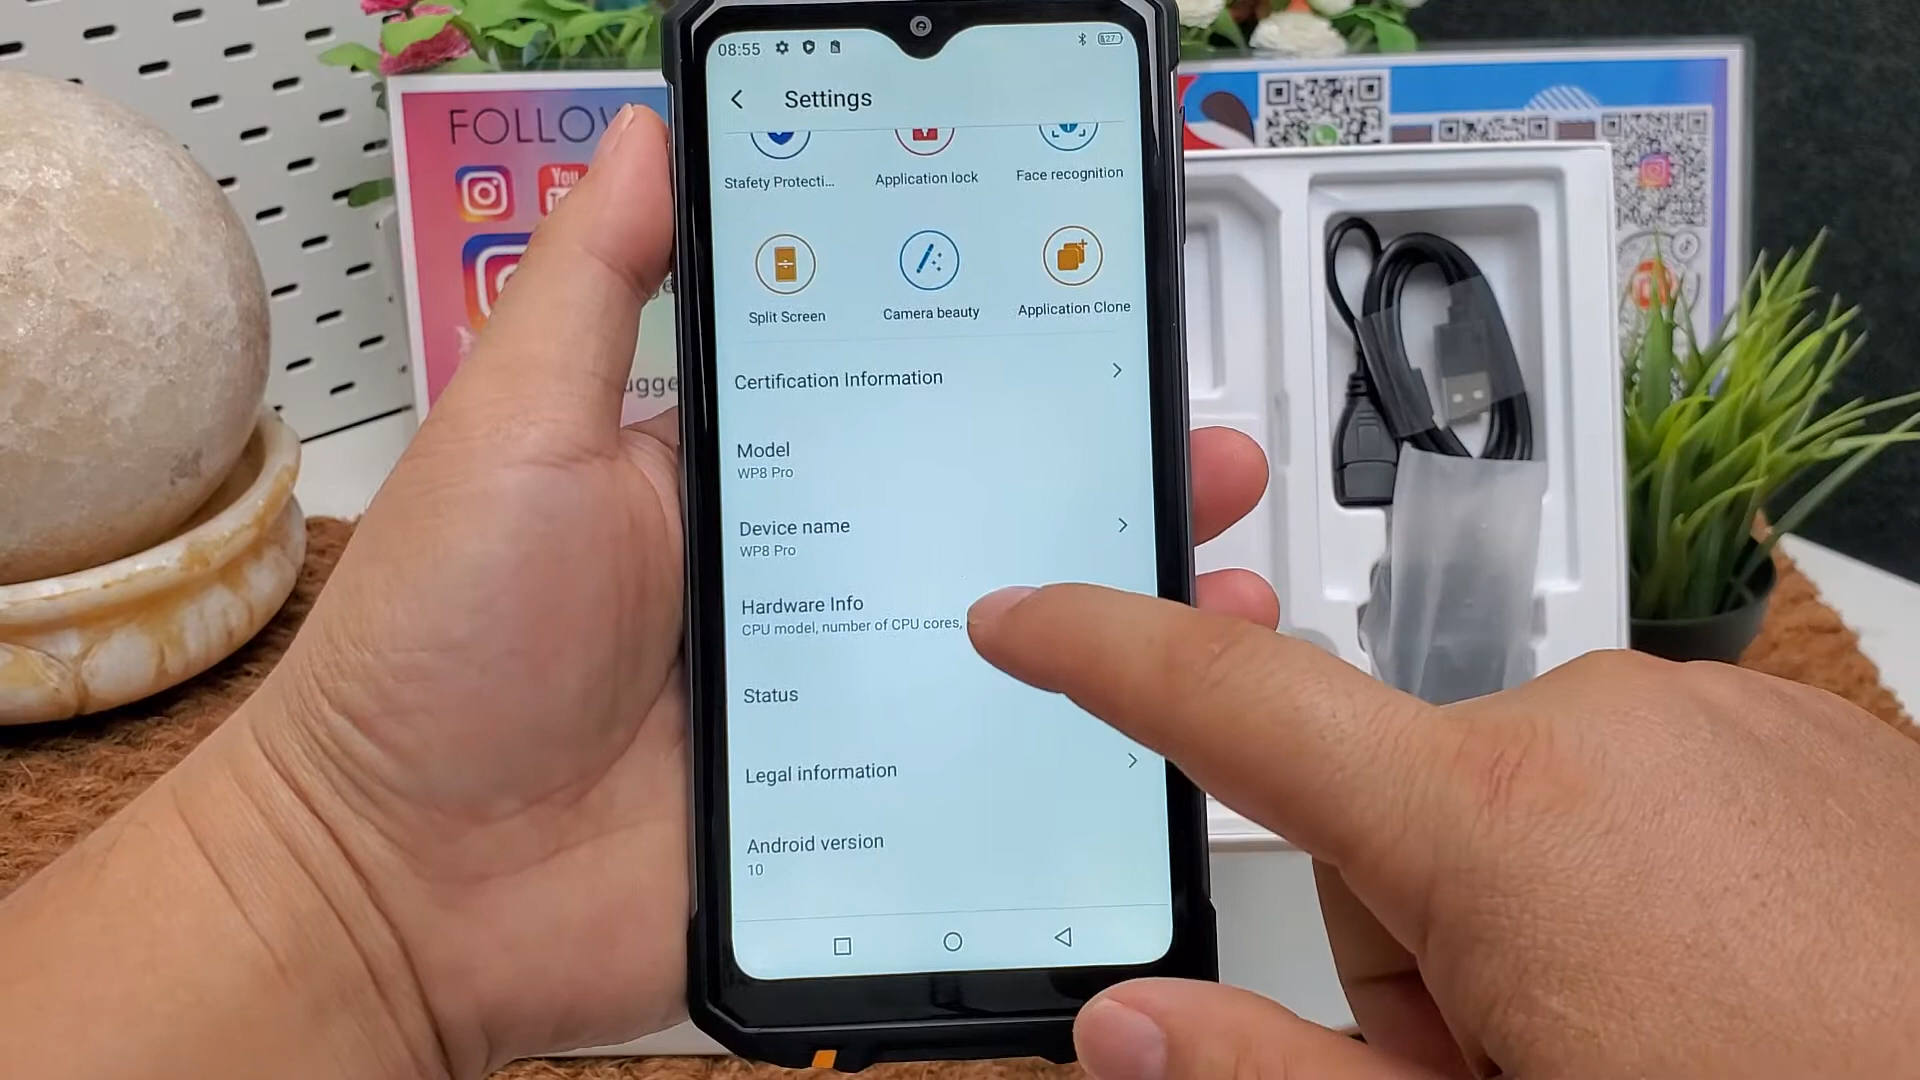 08:55
27
Settings
Stafety Protecti...
Application lock
Face recognition
Split Screen
Camera beauty
Application Clone
Certification Information
Model
WP8 Pro
Device name
WP8 Pro
Hardware Info
CPU model, number of CPU cores,
Status
Legal information
Android version
10
FOLLOW
You